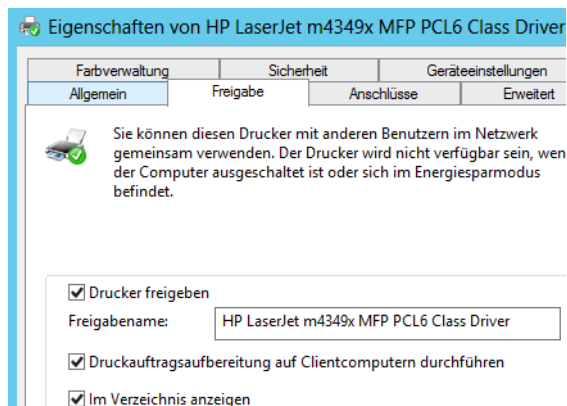 Eigenschaften von HP LaserJet m4349x MFP PCL6 Class Driver
Farbverwaltung Sicherheit Geräteeinstellungen
Allgemein Freigabe Anschlüsse Erweitert
Sie können diesen Drucker mit anderen Benutzern im Netzwerk
gemeinsam verwenden. Der Drucker wird nicht verfügbar sein, wen
der Computer ausgeschaltet ist oder sich im Energiesparmodus
befindet.
Drucker freigeben
Freigabename: HP LaserJet m4349x MFP PCL6 Class Driver
Druckauftragsaufbereitung auf Clientcomputern durchführen
Im Verzeichnis anzeigen